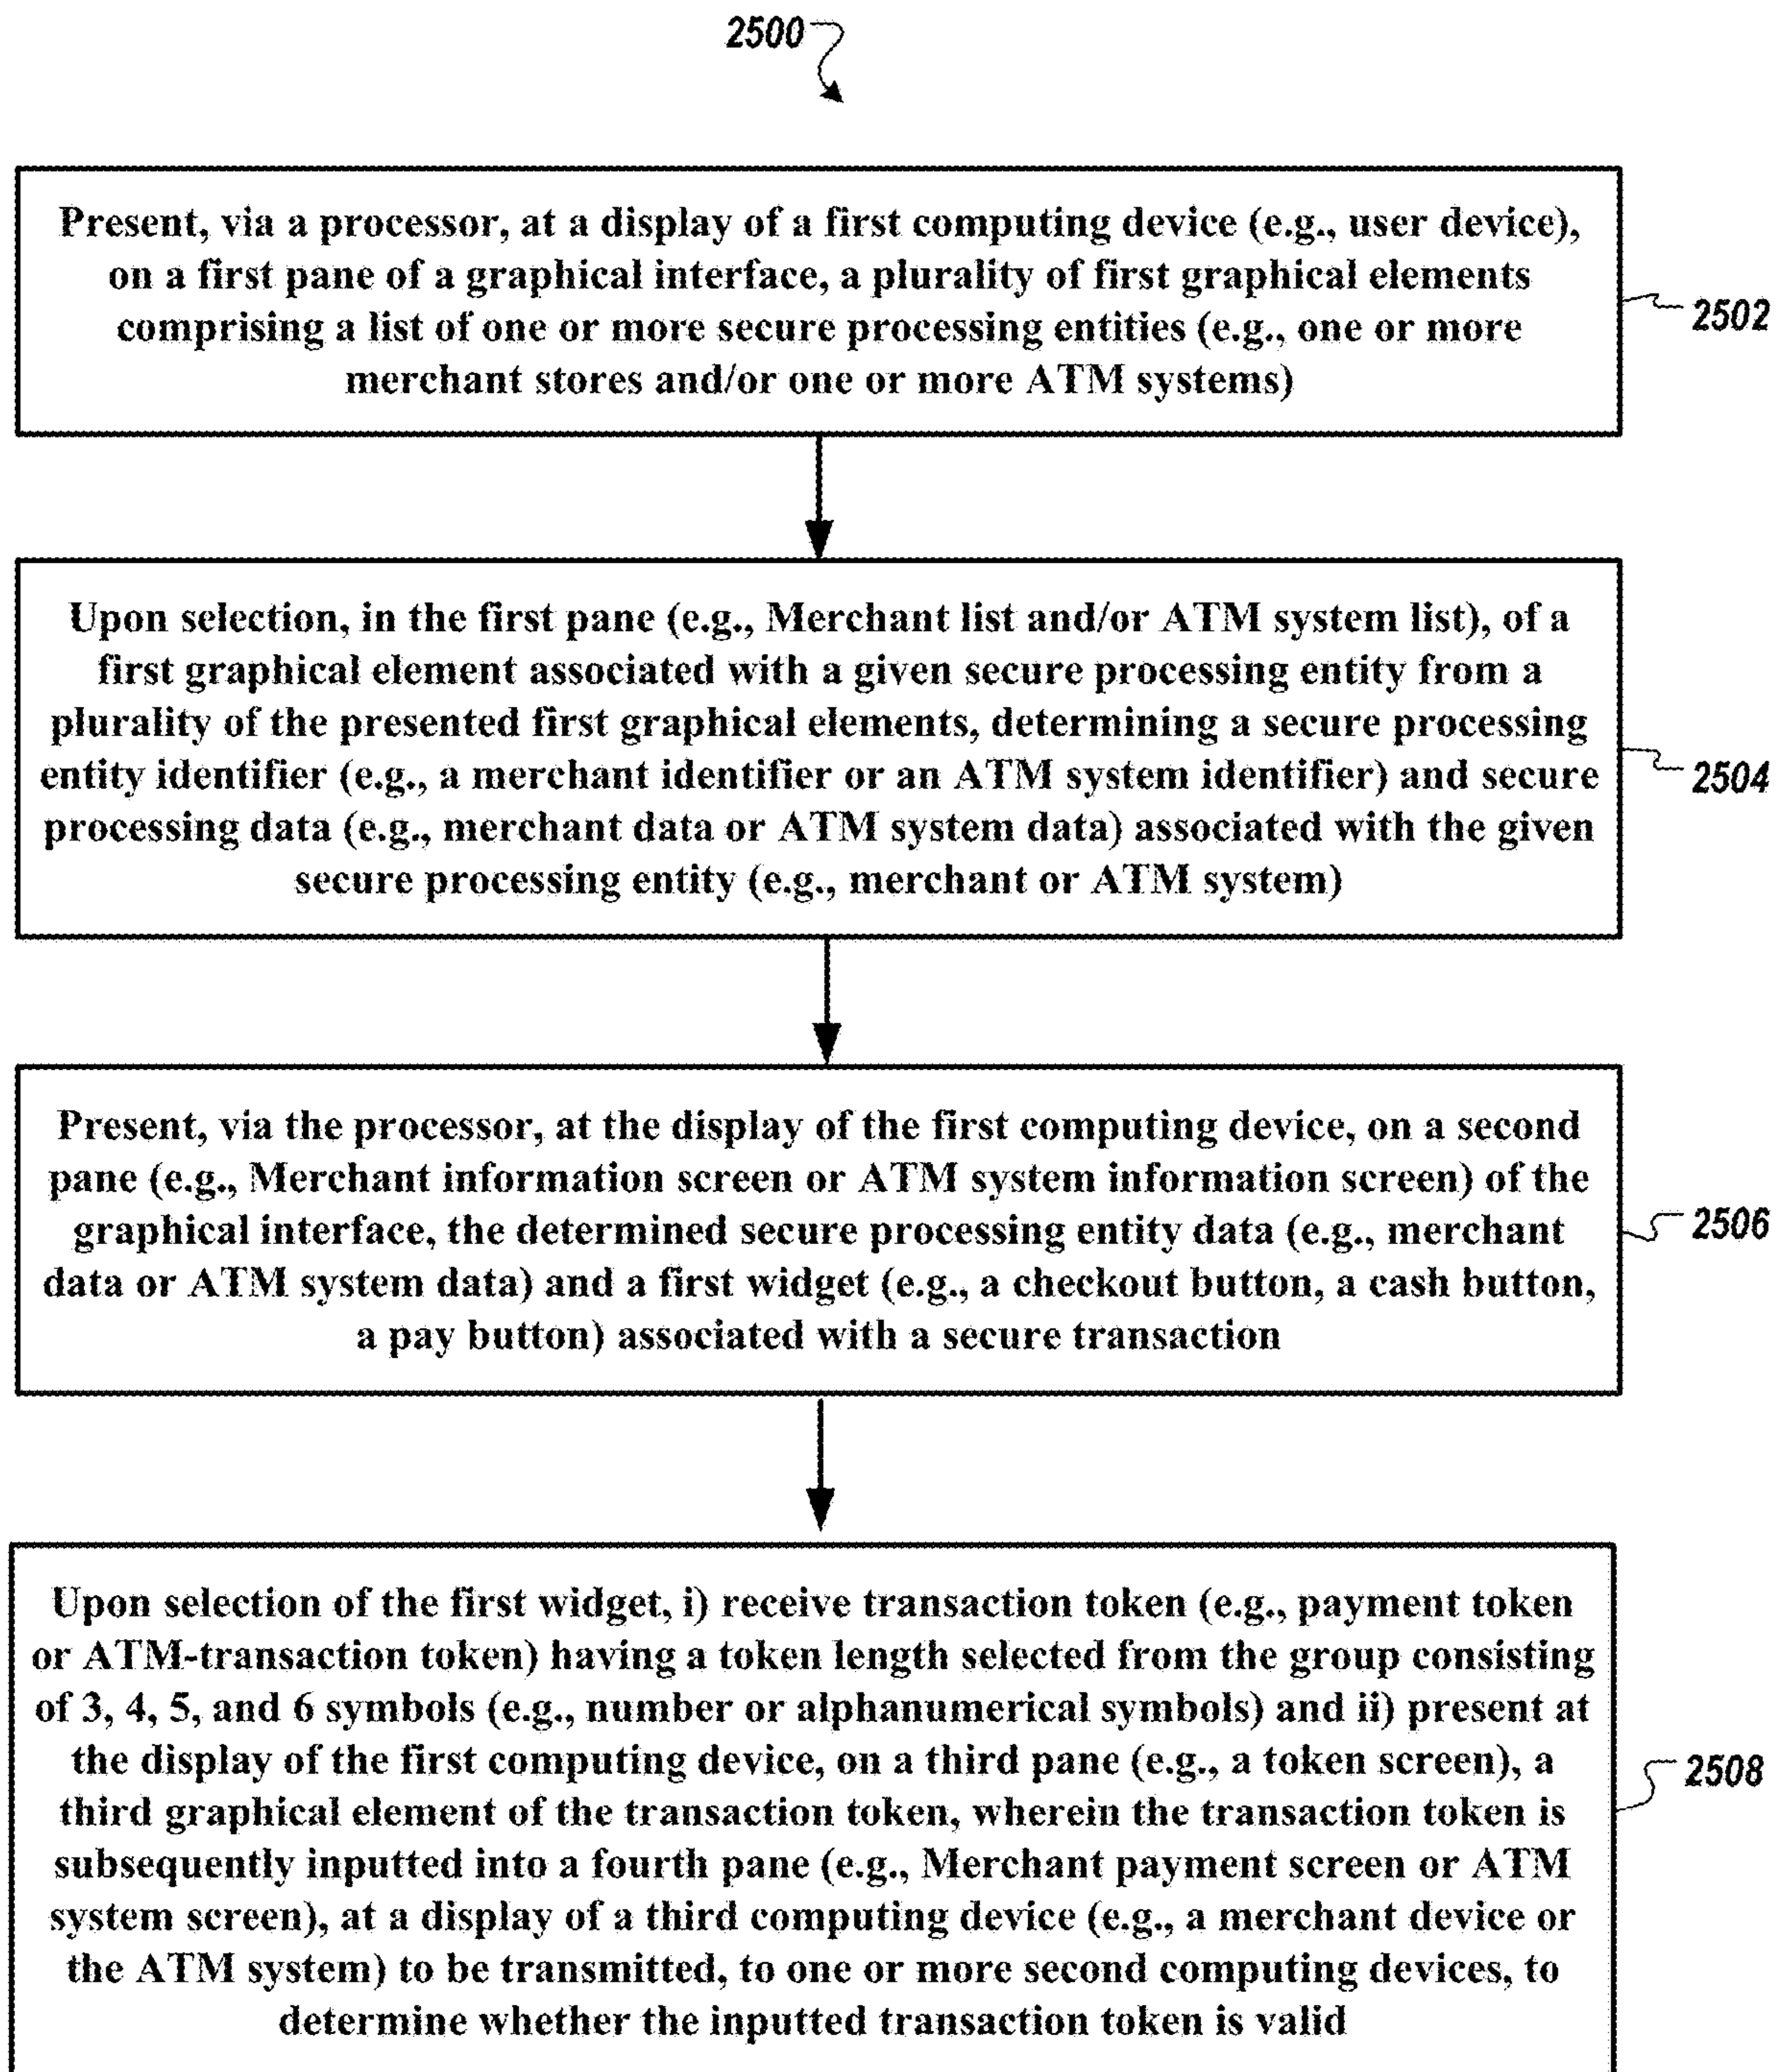 2500
Present, via a processor, at a display of a first computing device (e.g., user device),
on a first pane of a graphical interface, a plurality of first graphical elements
comprising a list of one or more secure processing entities (e.g., one or more
merchant stores and/or one or more ATM systems)
2502
Upon selection, in the first pane (e.g., Merchant list and/or ATM system list), of a
first graphical element associated with a given secure processing entity from a
plurality of the presented first graphical elements, determining a secure processing
entity identifier (e.g., a merchant identifier or an ATM system identifier) and secure
processing data (e.g., merchant data or ATM system data) associated with the given
secure processing entity (e.g., merchant or ATM system)
2504
Present, via the processor, at the display of the first computing device, on a second
pane (e.g., Merchant information screen or ATM system information screen) of the
graphical interface, the determined secure processing entity data (e.g., merchant
data or ATM system data) and a first widget (e.g., a checkout button, a cash button,
a pay button) associated with a secure transaction
2506
Upon selection of the first widget, i) receive transaction token (e.g., payment token
or ATM-transaction token) having a token length selected from the group consisting
of 3, 4, 5, and 6 symbols (e.g., number or alphanumerical symbols) and ii) present at
the display of the first computing device, on a third pane (e.g., a token screen), a
third graphical element of the transaction token, wherein the transaction token is
subsequently inputted into a fourth pane (e.g., Merchant payment screen or ATM
system screen), at a display of a third computing device (e.g., a merchant device or
the ATM system) to be transmitted, to one or more second computing devices, to
determine whether the inputted transaction token is valid
2508